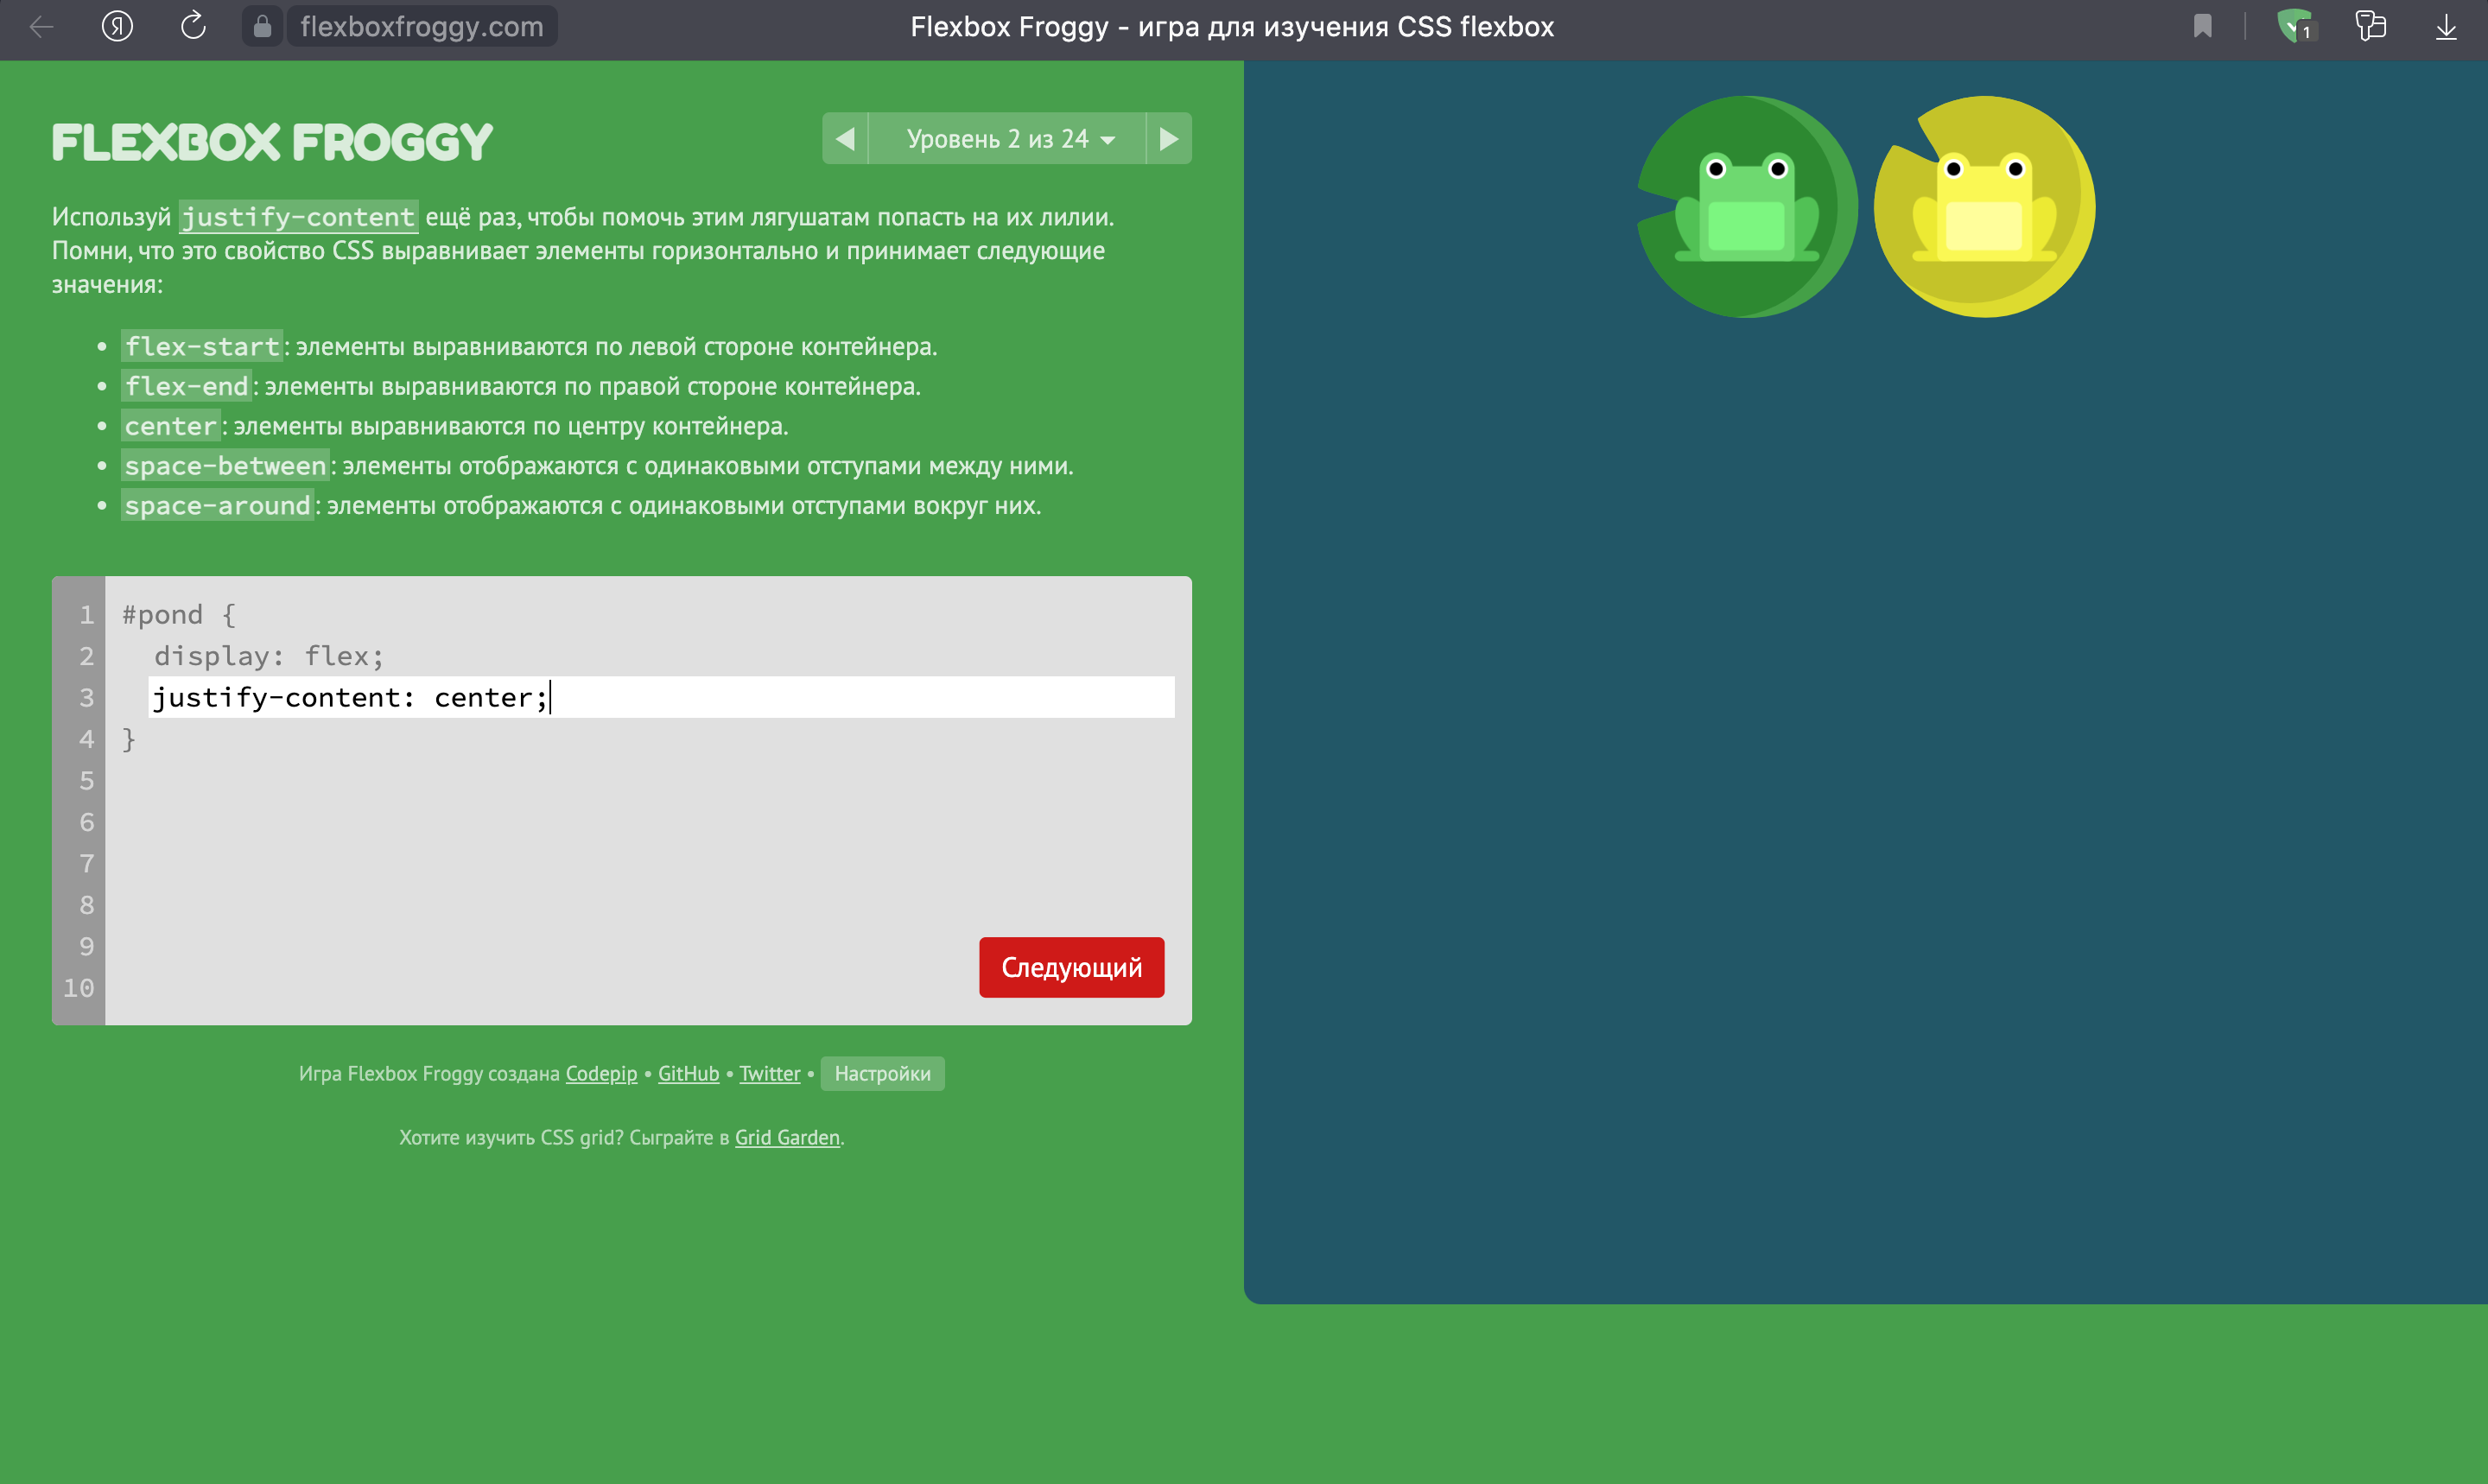 Я
flexboxfroggy.com
Flexbox Froggy - игра для изучения CSS flexbox
1
FLEXBOX FROGGY
Уровень 2 из 24
Используй justify-content ещё раз, чтобы помочь этим лягушатам попасть на их лилии.
Помни, что это свойство CSS выравнивает элементы горизонтально и принимает следующие
значения:
• flex-start: элементы выравниваются по левой стороне контейнера.
• flex-end: элементы выравниваются по правой стороне контейнера.
• center: элементы выравниваются по центру контейнера.
• space-between: элементы отображаются с одинаковыми отступами между ними.
• space-around: элементы отображаются с одинаковыми отступами вокруг них.
1 #pond {
2 display: flex;
3 justify-content: center;
4 }
5
6
7
8
9
10
Следующий
Игра Flexbox Froggy создана Codepip • GitHub • Twitter • Настройки
Хотите изучить CSS grid? Сыграйте в Grid Garden.